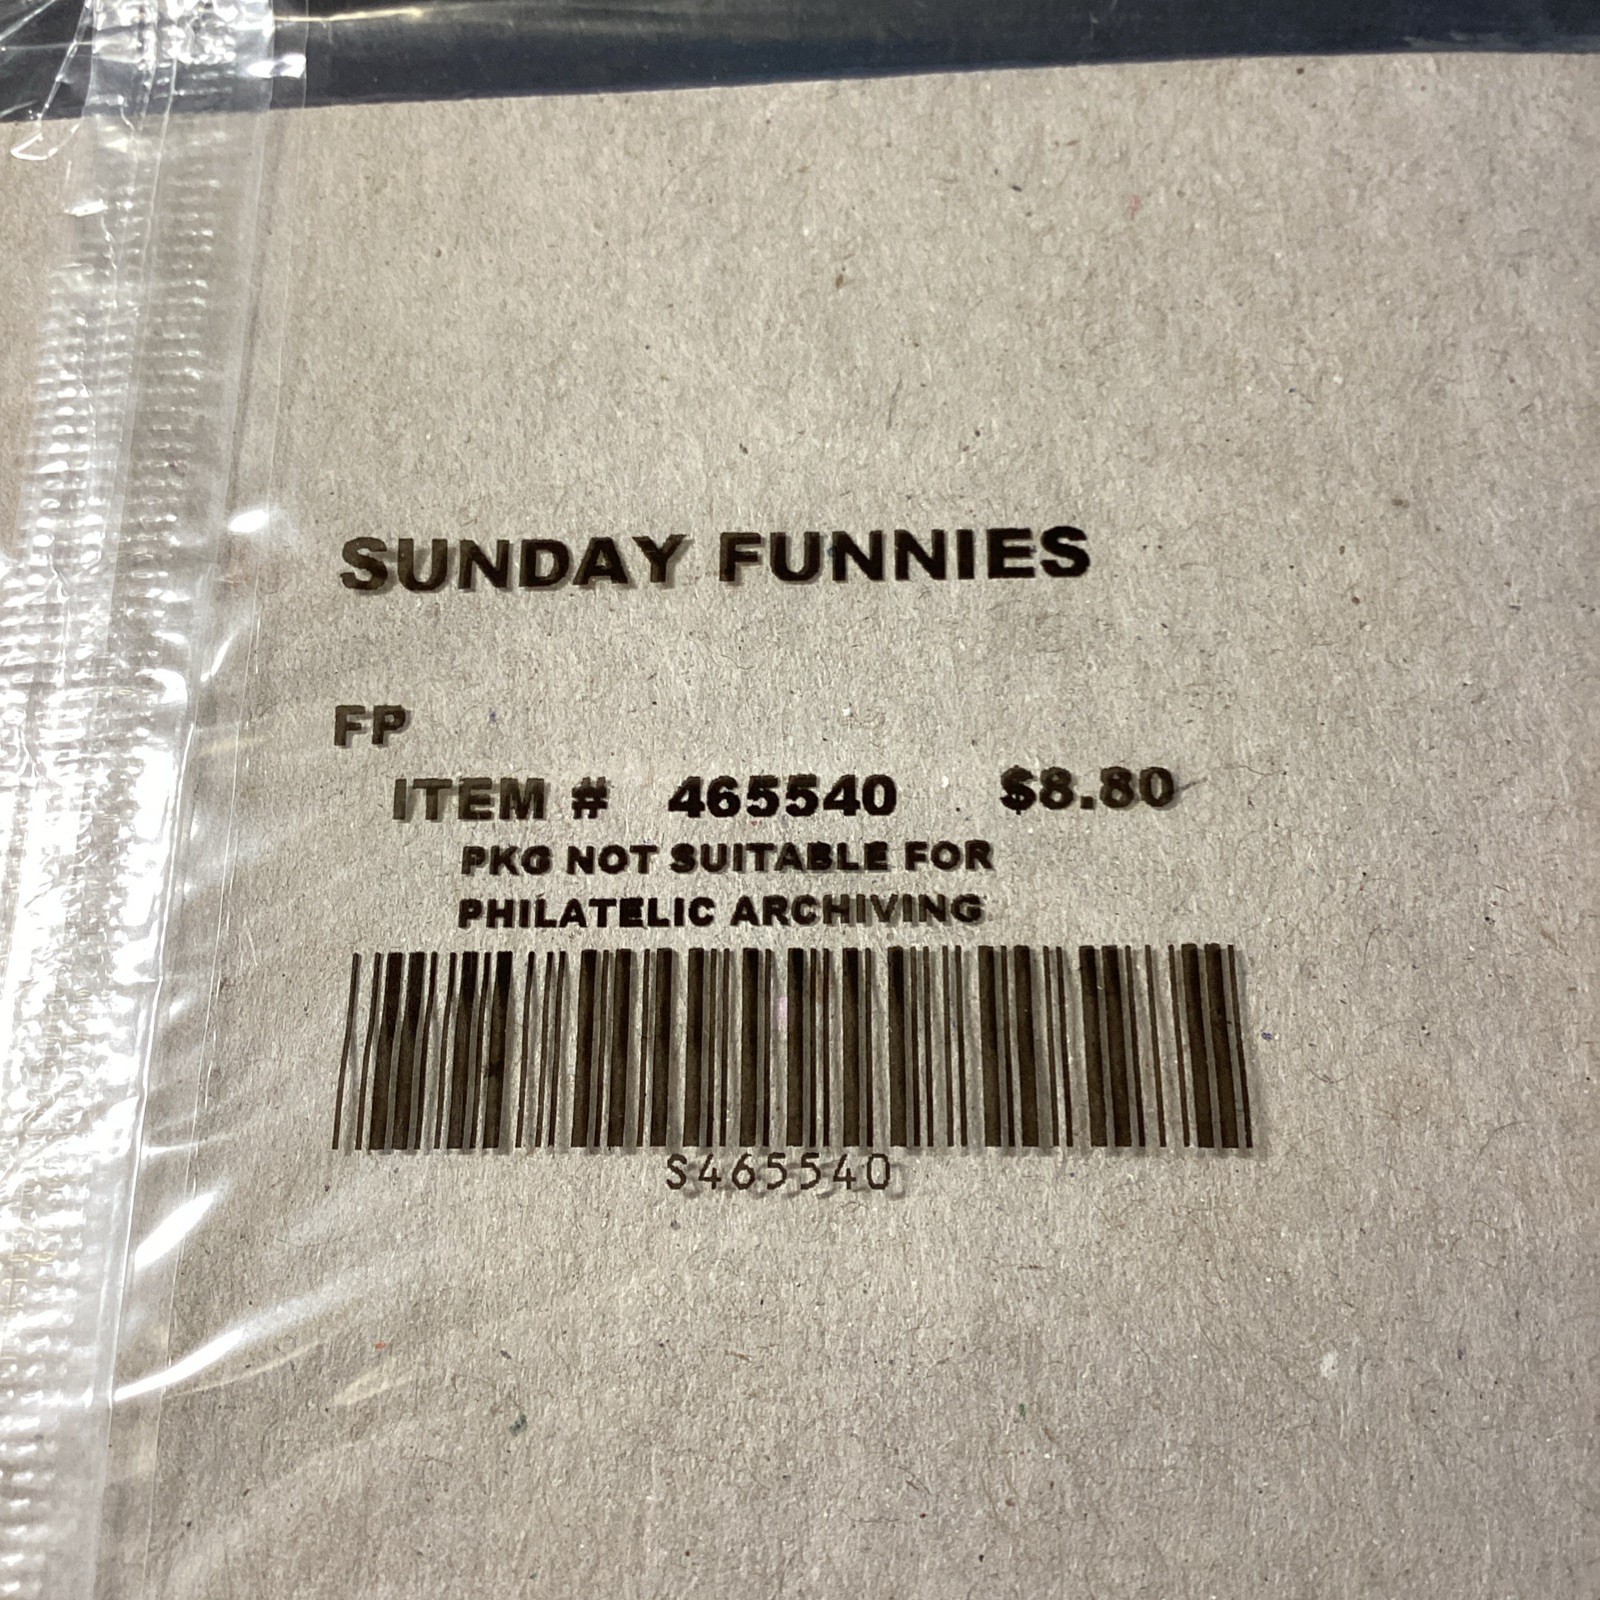 SUNDAY FUNNIES
FP
ITEM # 465540 $8.80
PKG NOT SUITABLE FOR
PHILATELIC ARCHIVING
S465540